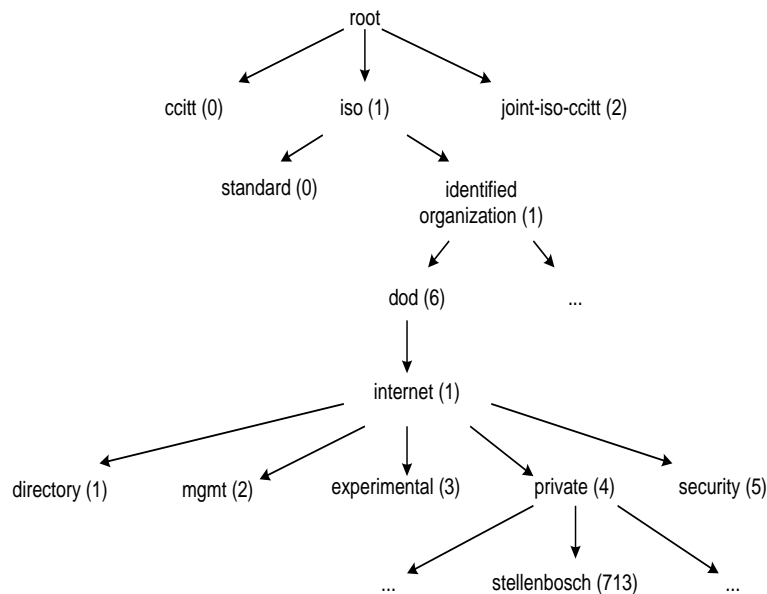 root
ccitt (0)
iso (1)
joint-iso-ccitt (2)
standard (0)
identified
organization (1)
dod (6)
...
internet (1)
directory (1)
mgmt (2)
experimental (3)
private (4)
security (5)
...
stellenbosch (713)
...